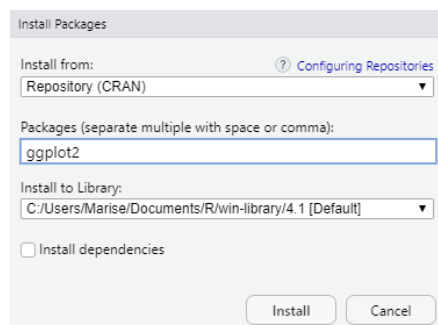 Install Packages
Install from:
? Configuring Repositories
Repository (CRAN)
Packages (separate multiple with space or comma):
ggplot2
Install to Library:
C:/Users/Marise/Documents/R/win-library/4.1 [Default]
Install dependencies
Install
Cancel